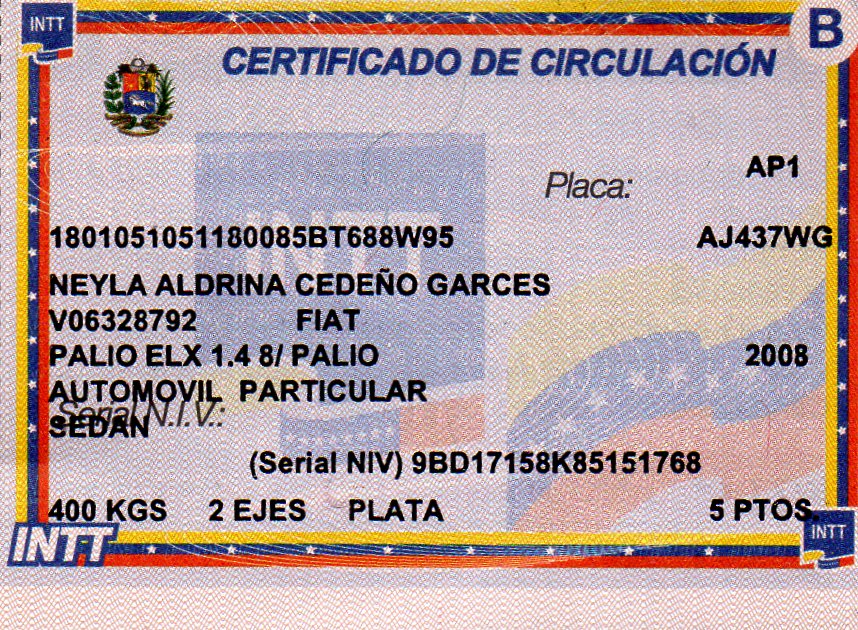 INTT
B
CERTIFICADO DE CIRCULACIÓN
AP1
Placa:
INTT
1801051051180085BT688W95 AJ437WG
NEYLA ALDRINA CEDEÑO GARCES
V06328792 FIAT
PALIO ELX 1.4 8/ PALIO 2008
AUTOMOVIL PARTICULAR
Serial N.I.V.:
SEDAN
(Serial NIV) 9BD17158K85151768
400 KGS 2 EJES PLATA 5 PTOS.
INTT
INTT